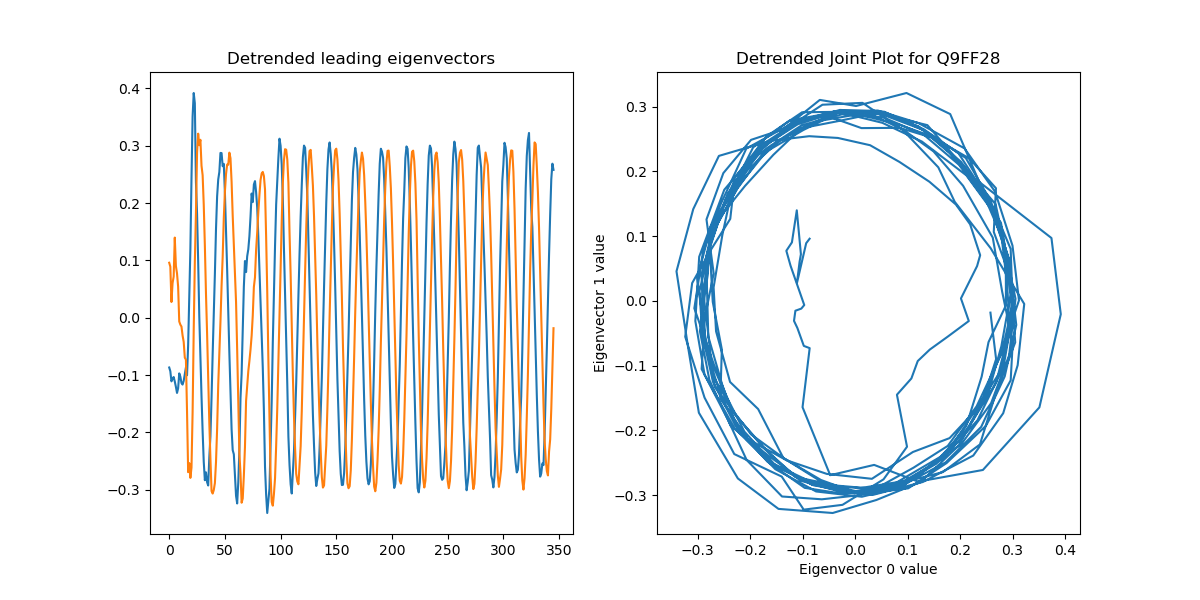 Detrended leading eigenvectors
0.4
0.3
0.2
0.1
0.0
−0.1
−0.2
−0.3
0 50 100 150 200 250 300 350
Detrended Joint Plot for Q9FF28
Eigenvector 1 value
0.3
0.2
0.1
0.0
−0.1
−0.2
−0.3
−0.3 −0.2 −0.1 0.0 0.1 0.2 0.3 0.4
Eigenvector 0 value